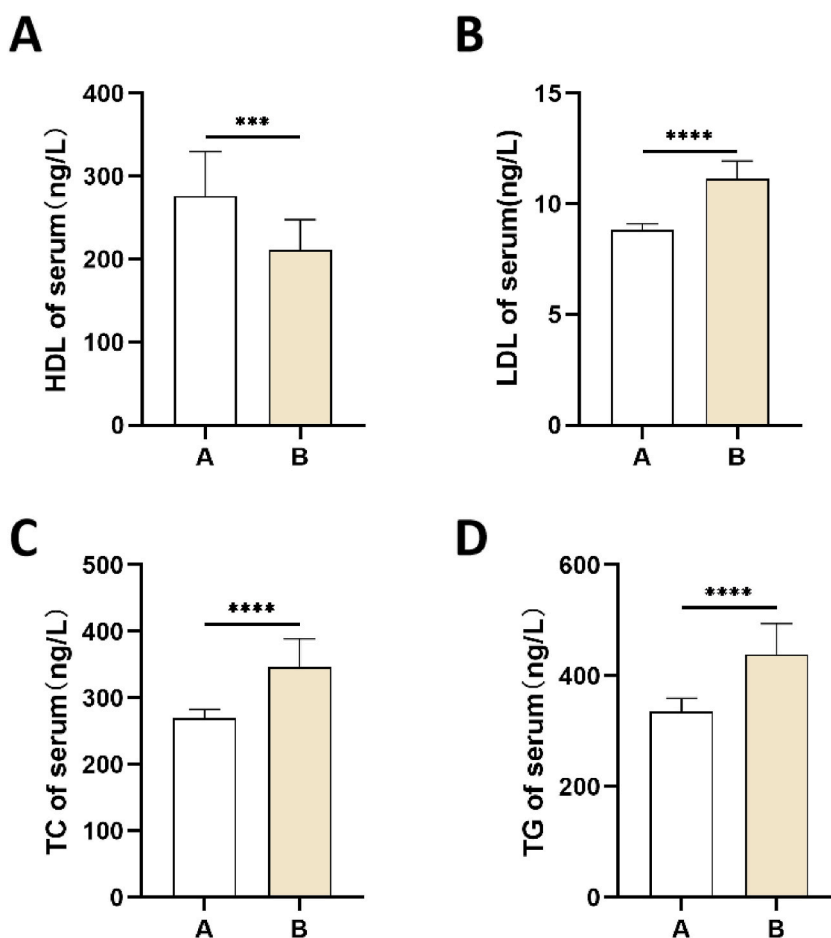 A
HDL of serum（ng/L）
400
300
200
100
0
***
A
B
B
LDL of serum(ng/L)
15
10
5
0
****
A
B
C
TC of serum（ng/L）
500
400
300
200
100
0
****
A
B
D
TG of serum（ng/L）
600
400
200
0
****
A
B